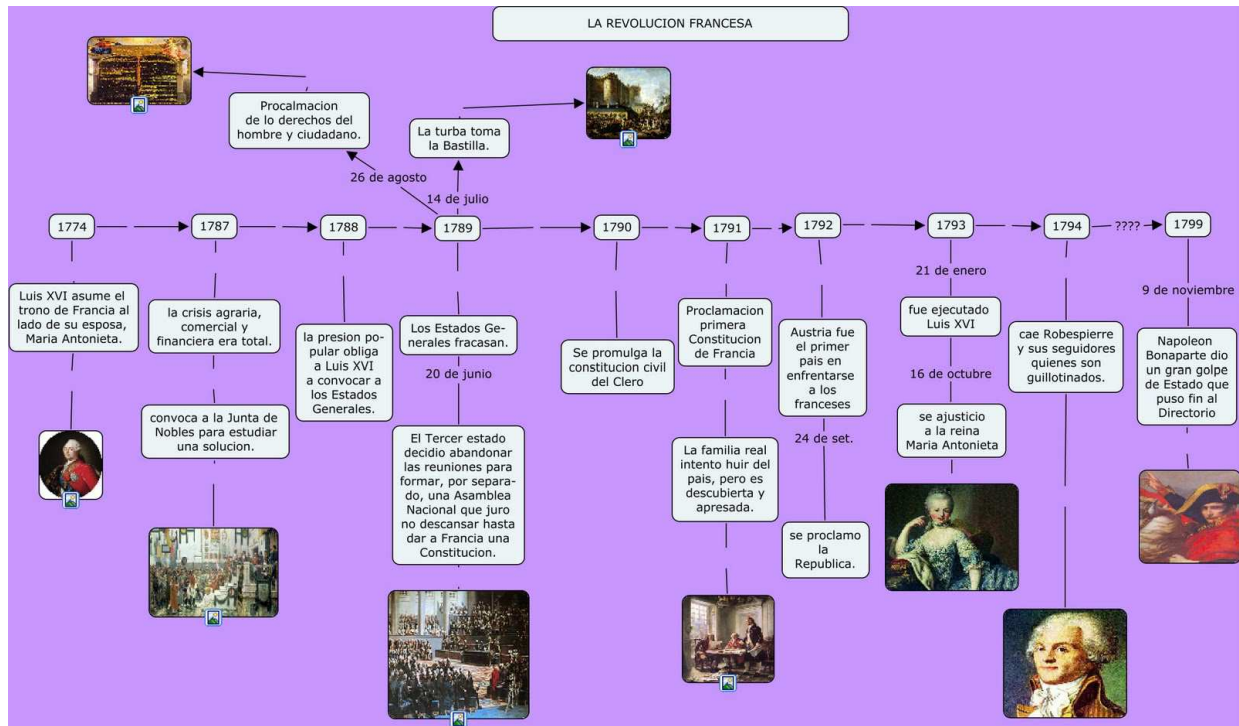 LA REVOLUCION FRANCESA
Procalmacion
de lo derechos del
hombre y ciudadano.
La turba toma
la Bastilla.
26 de agosto
14 de julio
1774
1787
1788
1789
1790
1791
1792
1793
1794
????
1799
Luis XVI asume el
trono de Francia al
lado de su esposa,
Maria Antonieta.
la crisis agraria,
comercial y
financiera era total.
convoca a la Junta de
Nobles para estudiar
una solucion.
la presion po-
pular obliga
a Luis XVI
a convocar a
los Estados
Generales.
Los Estados Ge-
nerales fracasan.
20 de junio
El Tercer estado
decidio abandonar
las reuniones para
formar, por separa-
do, una Asamblea
Nacional que juro
no descansar hasta
dar a Francia una
Constitucion.
Se promulga la
constitucion civil
del Clero
Proclamacion
primera
Constitucion
de Francia
La familia real
intento huir del
pais, pero es
descubierta y
apresada.
Austria fue
el primer
pais en
enfrentarse
a los
franceses
24 de set.
se proclamo
la
Republica.
21 de enero
fue ejecutado
Luis XVI
16 de octubre
se ajusticio
a la reina
Maria Antonieta
cae Robespierre
y sus seguidores
quienes son
guillotinados.
9 de noviembre
Napoleon
Bonaparte dio
un gran golpe
de Estado que
puso fin al
Directorio